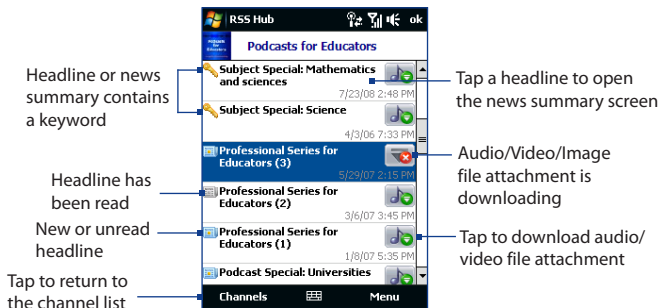 RSS Hub
ok
Podcasts for Educators
Subject Special: Mathematics
and sciences
7/23/08 2:48 PM
Subject Special: Science
4/3/06 7:33 PM
Professional Series for
Educators (3)
5/29/07 2:15 PM
Professional Series for
Educators (2)
3/6/07 3:45 PM
Professional Series for
Educators (1)
1/8/07 5:35 PM
Podcast Special: Universities
Channels
Menu
Headline or news
summary contains
a keyword
Headline has
been read
New or unread
headline
Tap to return to
the channel list
Tap a headline to open
the news summary screen
Audio/Video/Image
file attachment is
downloading
Tap to download audio/
video file attachment